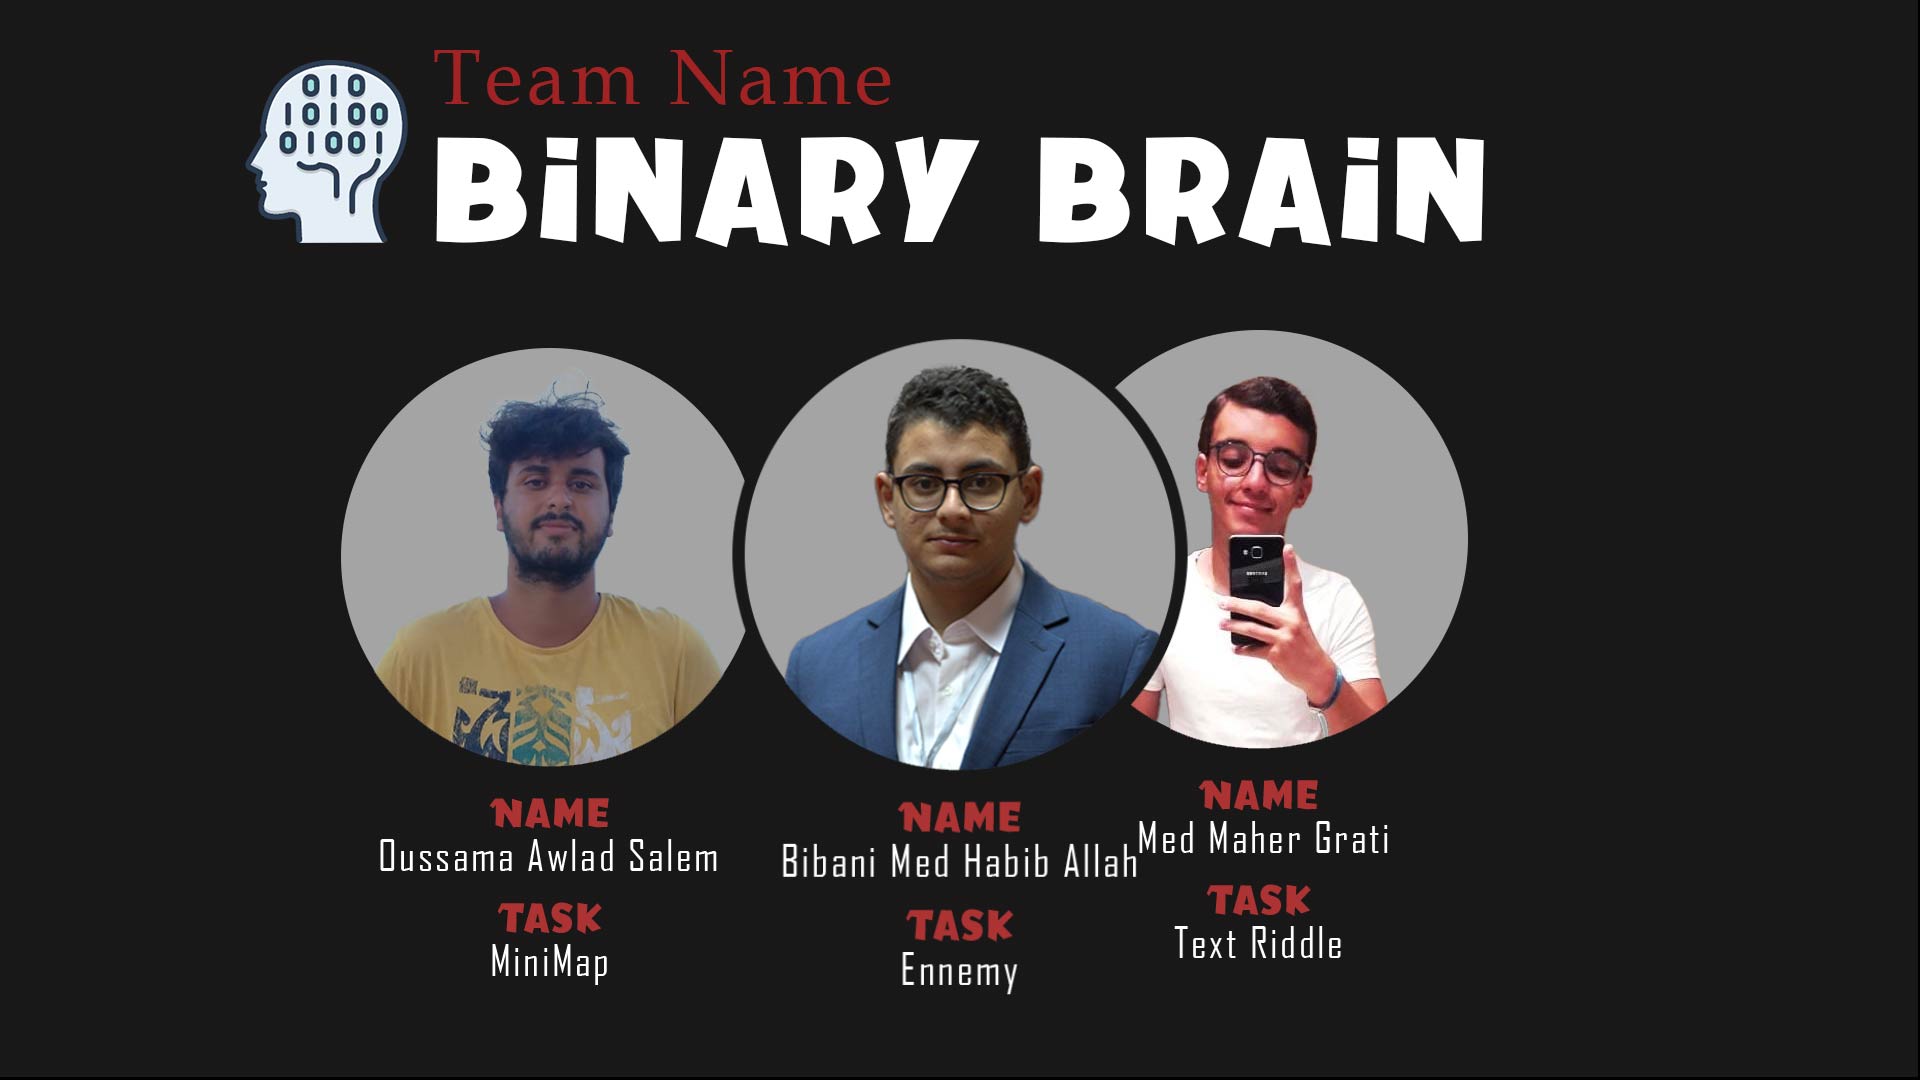 Team Name
010
10100
01001
BiNARY BRAiN
SAMSUNG
NAME
Oussama Awlad Salem
TASK
MiniMap
NAME
Bibani Med Habib Allah
TASK
Ennemy
NAME
Med Maher Grati
TASK
Text Riddle